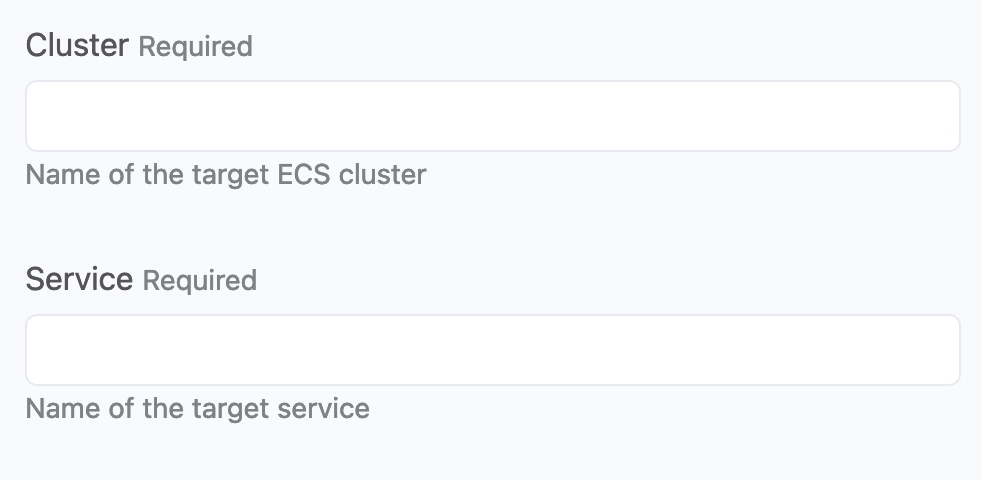 Cluster Required
Name of the target ECS cluster
Service Required
Name of the target service